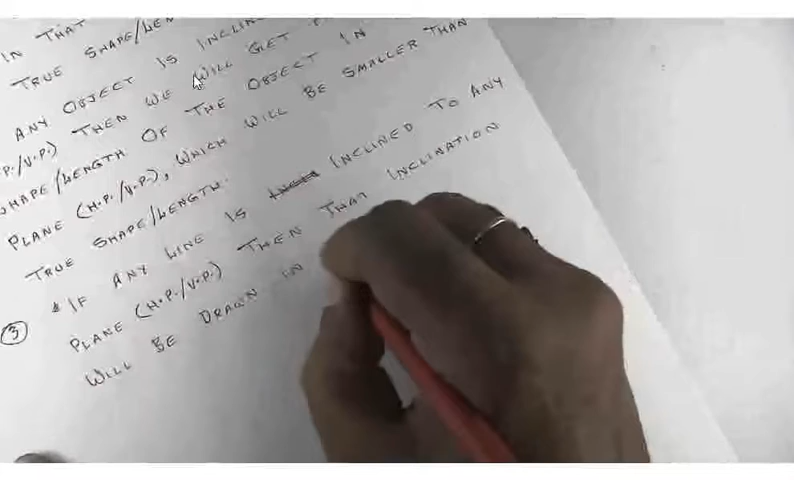 IN THAT
TRUE SHAPE/LEN
ANY OBJECT IS INCLIN
P./V.P.) THEN WE WILL GET
SHAPE/LENGTH OF THE OBJECT IN
PLANE (H.P./V.P.), WHICH WILL BE SMALLER THAN
TRUE SHAPE/LENGTH.
③ * IF ANY LINE IS INCLINED TO ANY
PLANE (H.P./V.P.) THEN THAT INCLINATION
WILL BE DRAWN IN